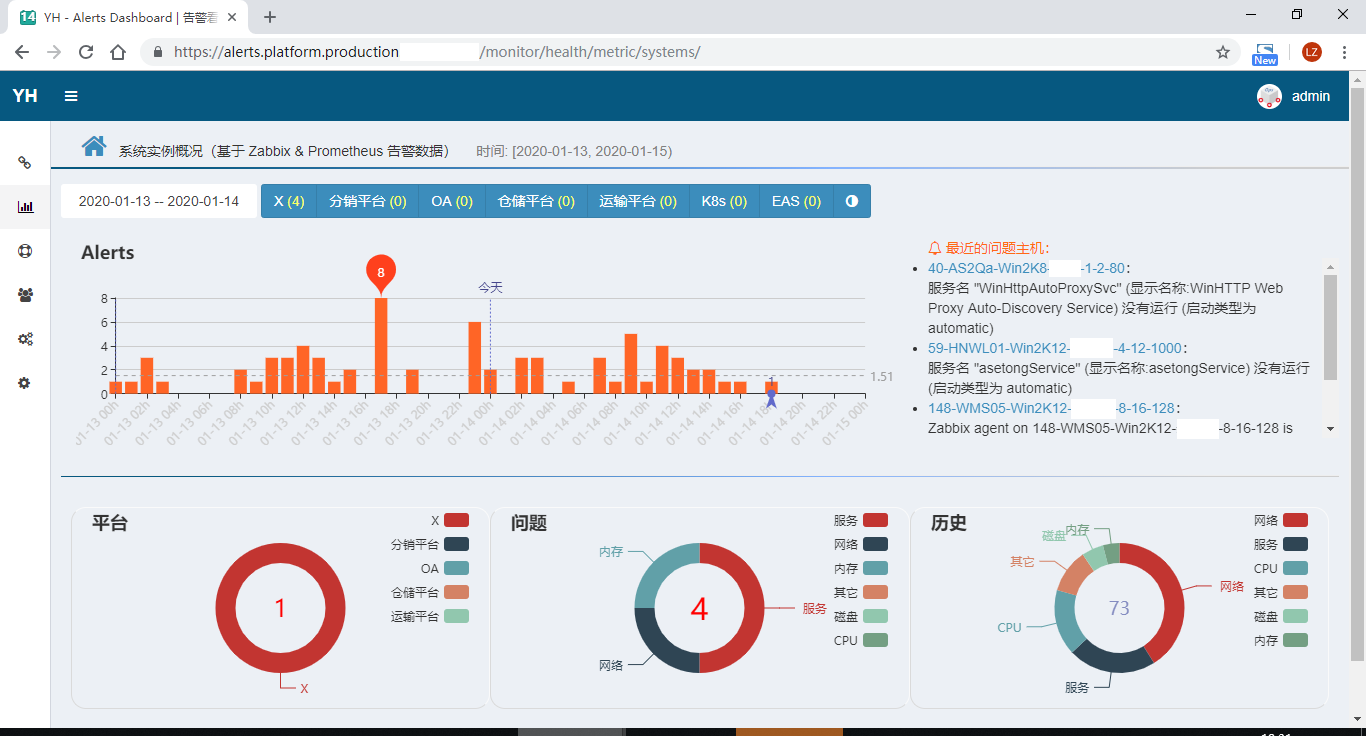 14 YH - Alerts Dashboard | 告警看
https://alerts.platform.production /monitor/health/metric/systems/
New
LZ
YH
admin
系统实例概况（基于 Zabbix & Prometheus 告警数据） 时间: [2020-01-13, 2020-01-15)
2020-01-13 -- 2020-01-14 X (4) 分销平台 (0) OA (0) 仓储平台 (0) 运输平台 (0) K8s (0) EAS (0)
Alerts
8
今天
8
6
4
2
0
1.51
1
01-13 00h 01-13 02h 01-13 04h 01-13 06h 01-13 08h 01-13 10h 01-13 12h 01-13 14h 01-13 16h 01-13 18h 01-13 20h 01-13 22h 01-14 00h 01-14 02h 01-14 04h 01-14 06h 01-14 08h 01-14 10h 01-14 12h 01-14 14h 01-14 16h 01-14 18h 01-14 20h 01-14 22h 01-15 00h
最近的问题主机：
40-AS2Qa-Win2K8- -1-2-80：
服务名 "WinHttpAutoProxySvc" (显示名称:WinHTTP Web
Proxy Auto-Discovery Service) 没有运行 (启动类型为
automatic)
59-HNWL01-Win2K12- -4-12-1000：
服务名 "asetongService" (显示名称:asetongService) 没有运行
(启动类型为 automatic)
148-WMS05-Win2K12- -8-16-128：
Zabbix agent on 148-WMS05-Win2K12- -8-16-128 is
平台
X
分销平台
OA
仓储平台
运输平台
1
X
问题
服务
网络
内存
其它
磁盘
CPU
内存
4
服务
网络
历史
网络
服务
CPU
其它
磁盘
内存
内存
磁盘
其它
网络
73
CPU
服务